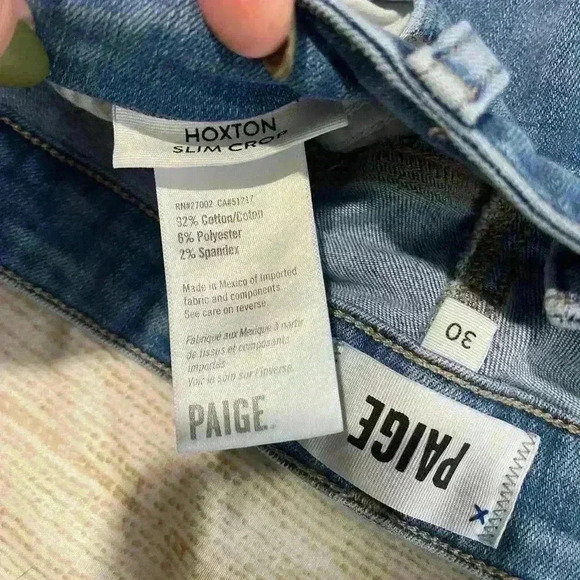 HOXTON
SLIM CROP
RN#27002 CA#51217
92% Cotton/Coton
6% Polyester
2% Spandex
Made in Mexico of Imported
fabric and components
See care on reverse
Fabriqué aux Mexique à partir
de tissus et composants
importés
Voir le soin sur l'inverse.
PAIGE
30
PAIGE